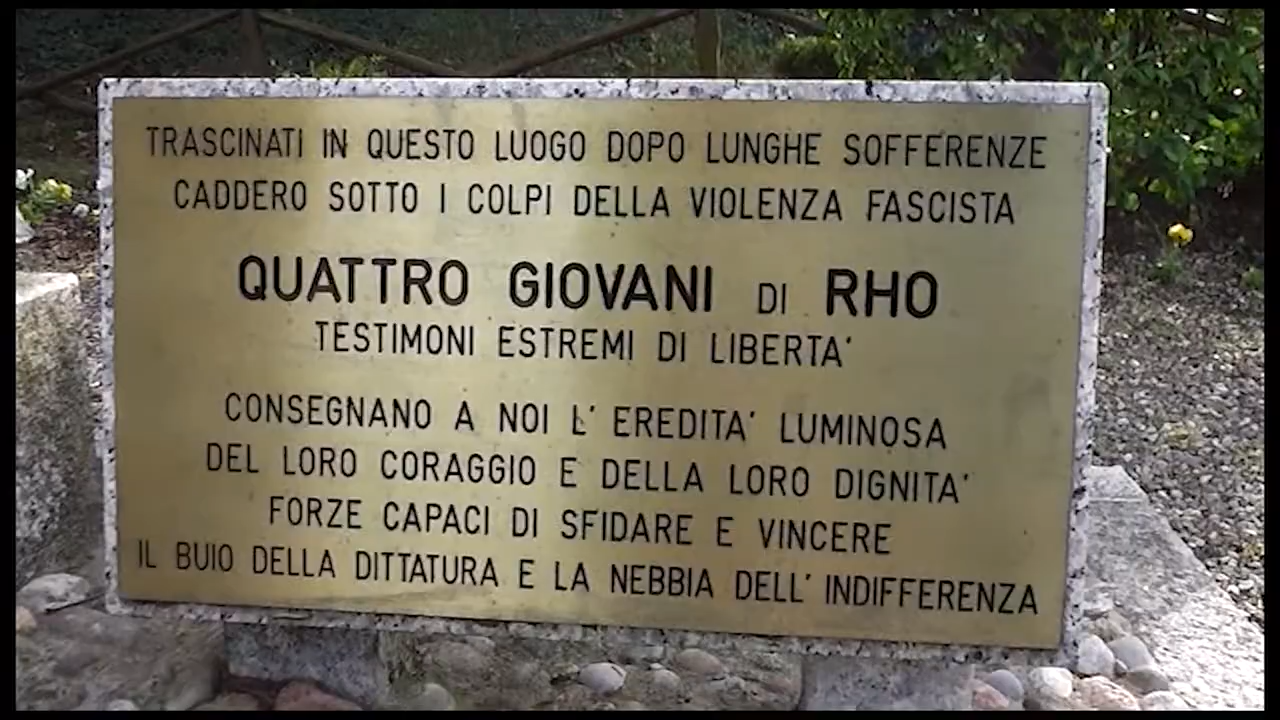 TRASCINATI IN QUESTO LUOGO DOPO LUNGHE SOFFERENZE
CADDERO SOTTO I COLPI DELLA VIOLENZA FASCISTA
QUATTRO GIOVANI DI RHO
TESTIMONI ESTREMI DI LIBERTA'
CONSEGNANO A NOI L' EREDITA' LUMINOSA
DEL LORO CORAGGIO E DELLA LORO DIGNITA'
FORZE CAPACI DI SFIDARE E VINCERE
IL BUIO DELLA DITTATURA E LA NEBBIA DELL' INDIFFERENZA